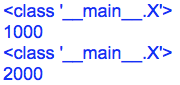 <class '__main__.X'>
1000
<class '__main__.X'>
2000